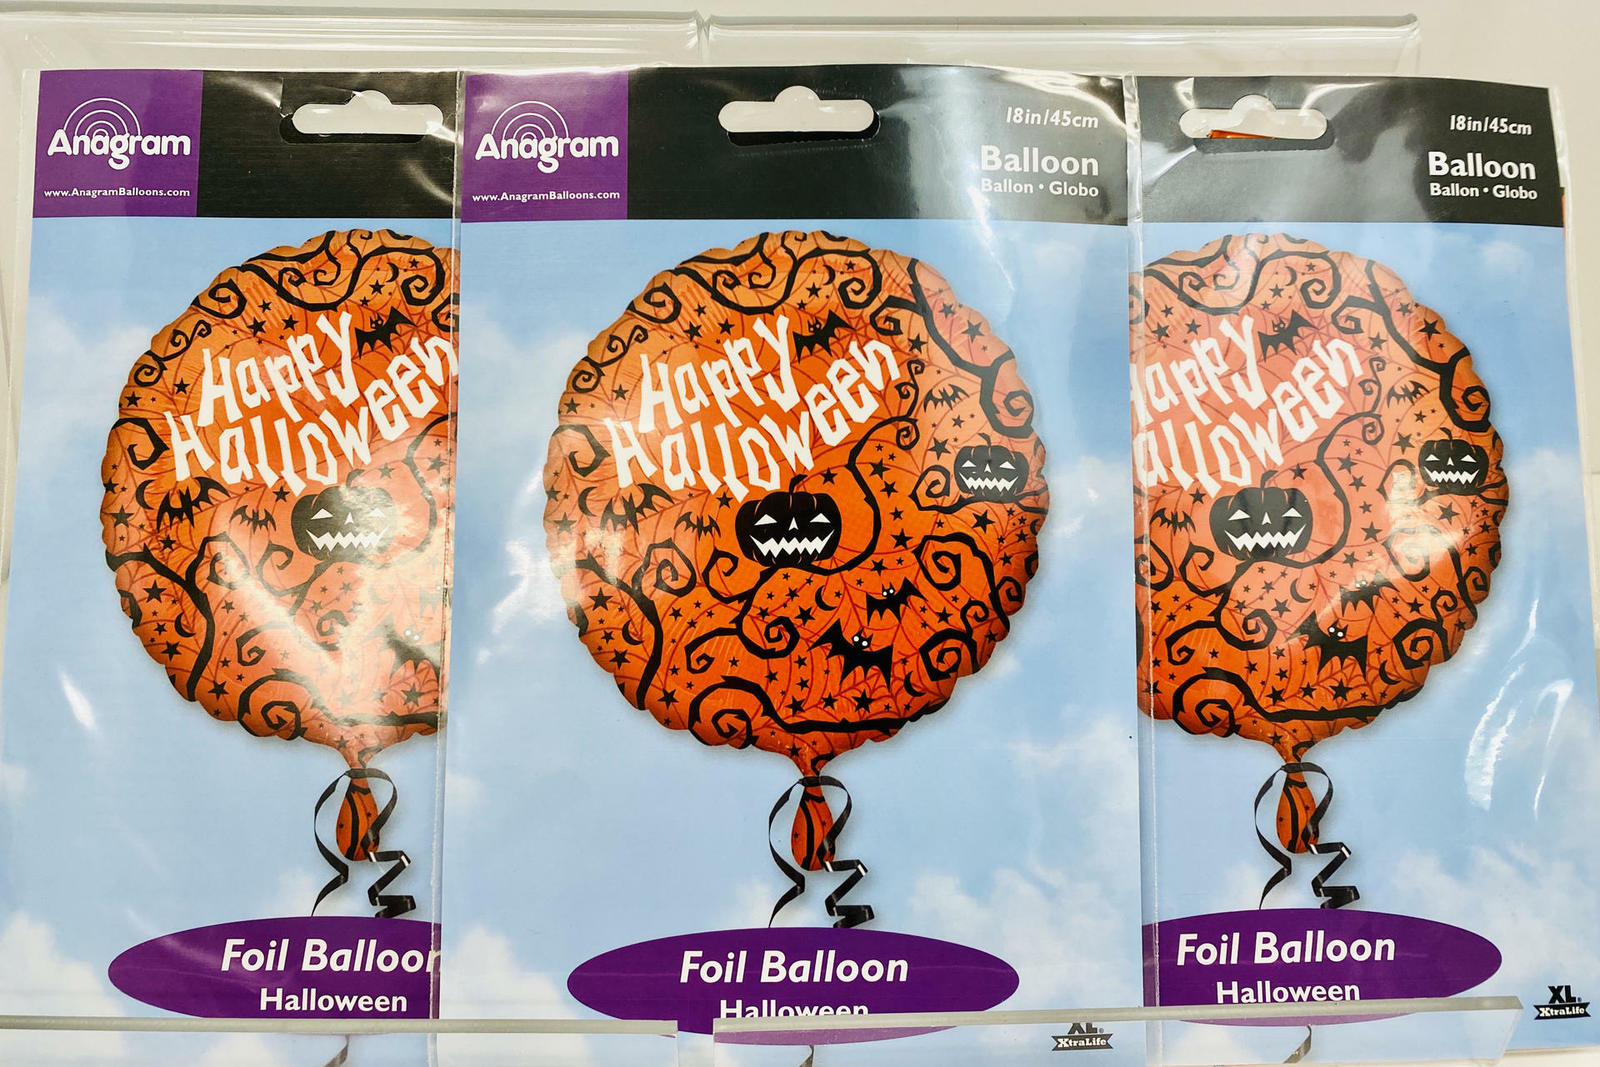 Anagram
www.AnagramBalloons.com
Happy
Halloween
Foil Balloon
Halloween
Anagram
www.AnagramBalloons.com
18in/45cm
Balloon
Ballon • Globo
Happy
Halloween
Foil Balloon
Halloween
XL®
XtraLife
18in/45cm
Balloon
Ballon • Globo
appy
alloween
Foil Balloon
Halloween
XL®
XtraLife